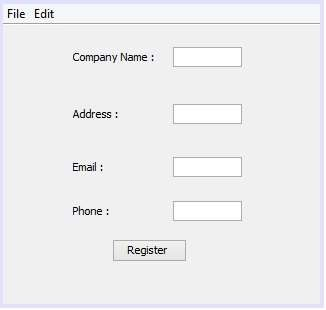 File Edit
Company Name :
Address :
Email :
Phone :
Register